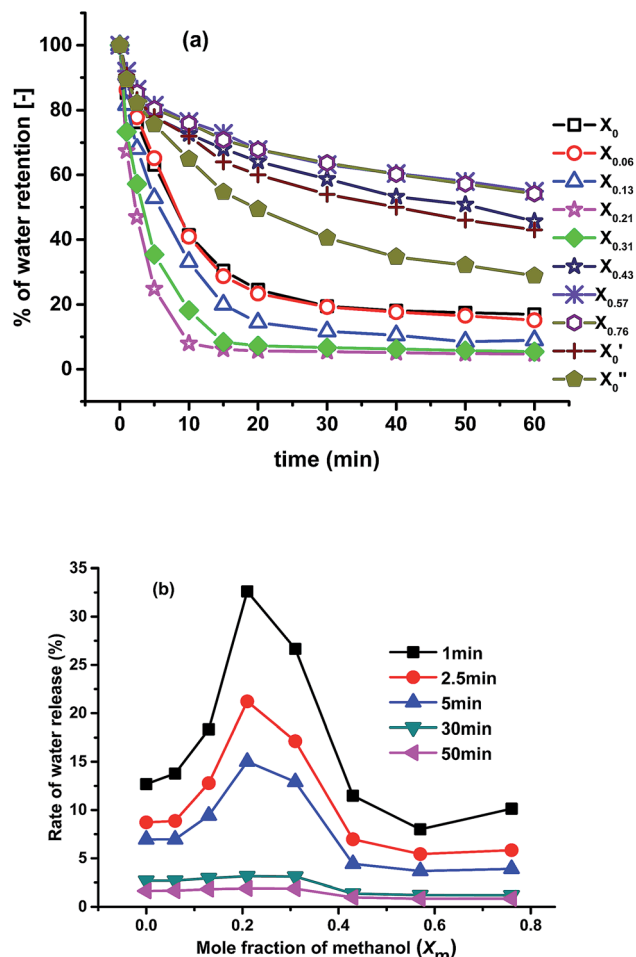 (a)
% of water retention [-]
100
80
60
40
20
0
0 10 20 30 40 50 60
time (min)
X0
X0.06
X0.13
X0.21
X0.31
X0.43
X0.57
X0.76
X0'
X0"
(b)
Rate of water release (%)
35
30
25
20
15
10
5
0
1min
2.5min
5min
30min
50min
0.0 0.2 0.4 0.6 0.8
Mole fraction of methanol (Xm)